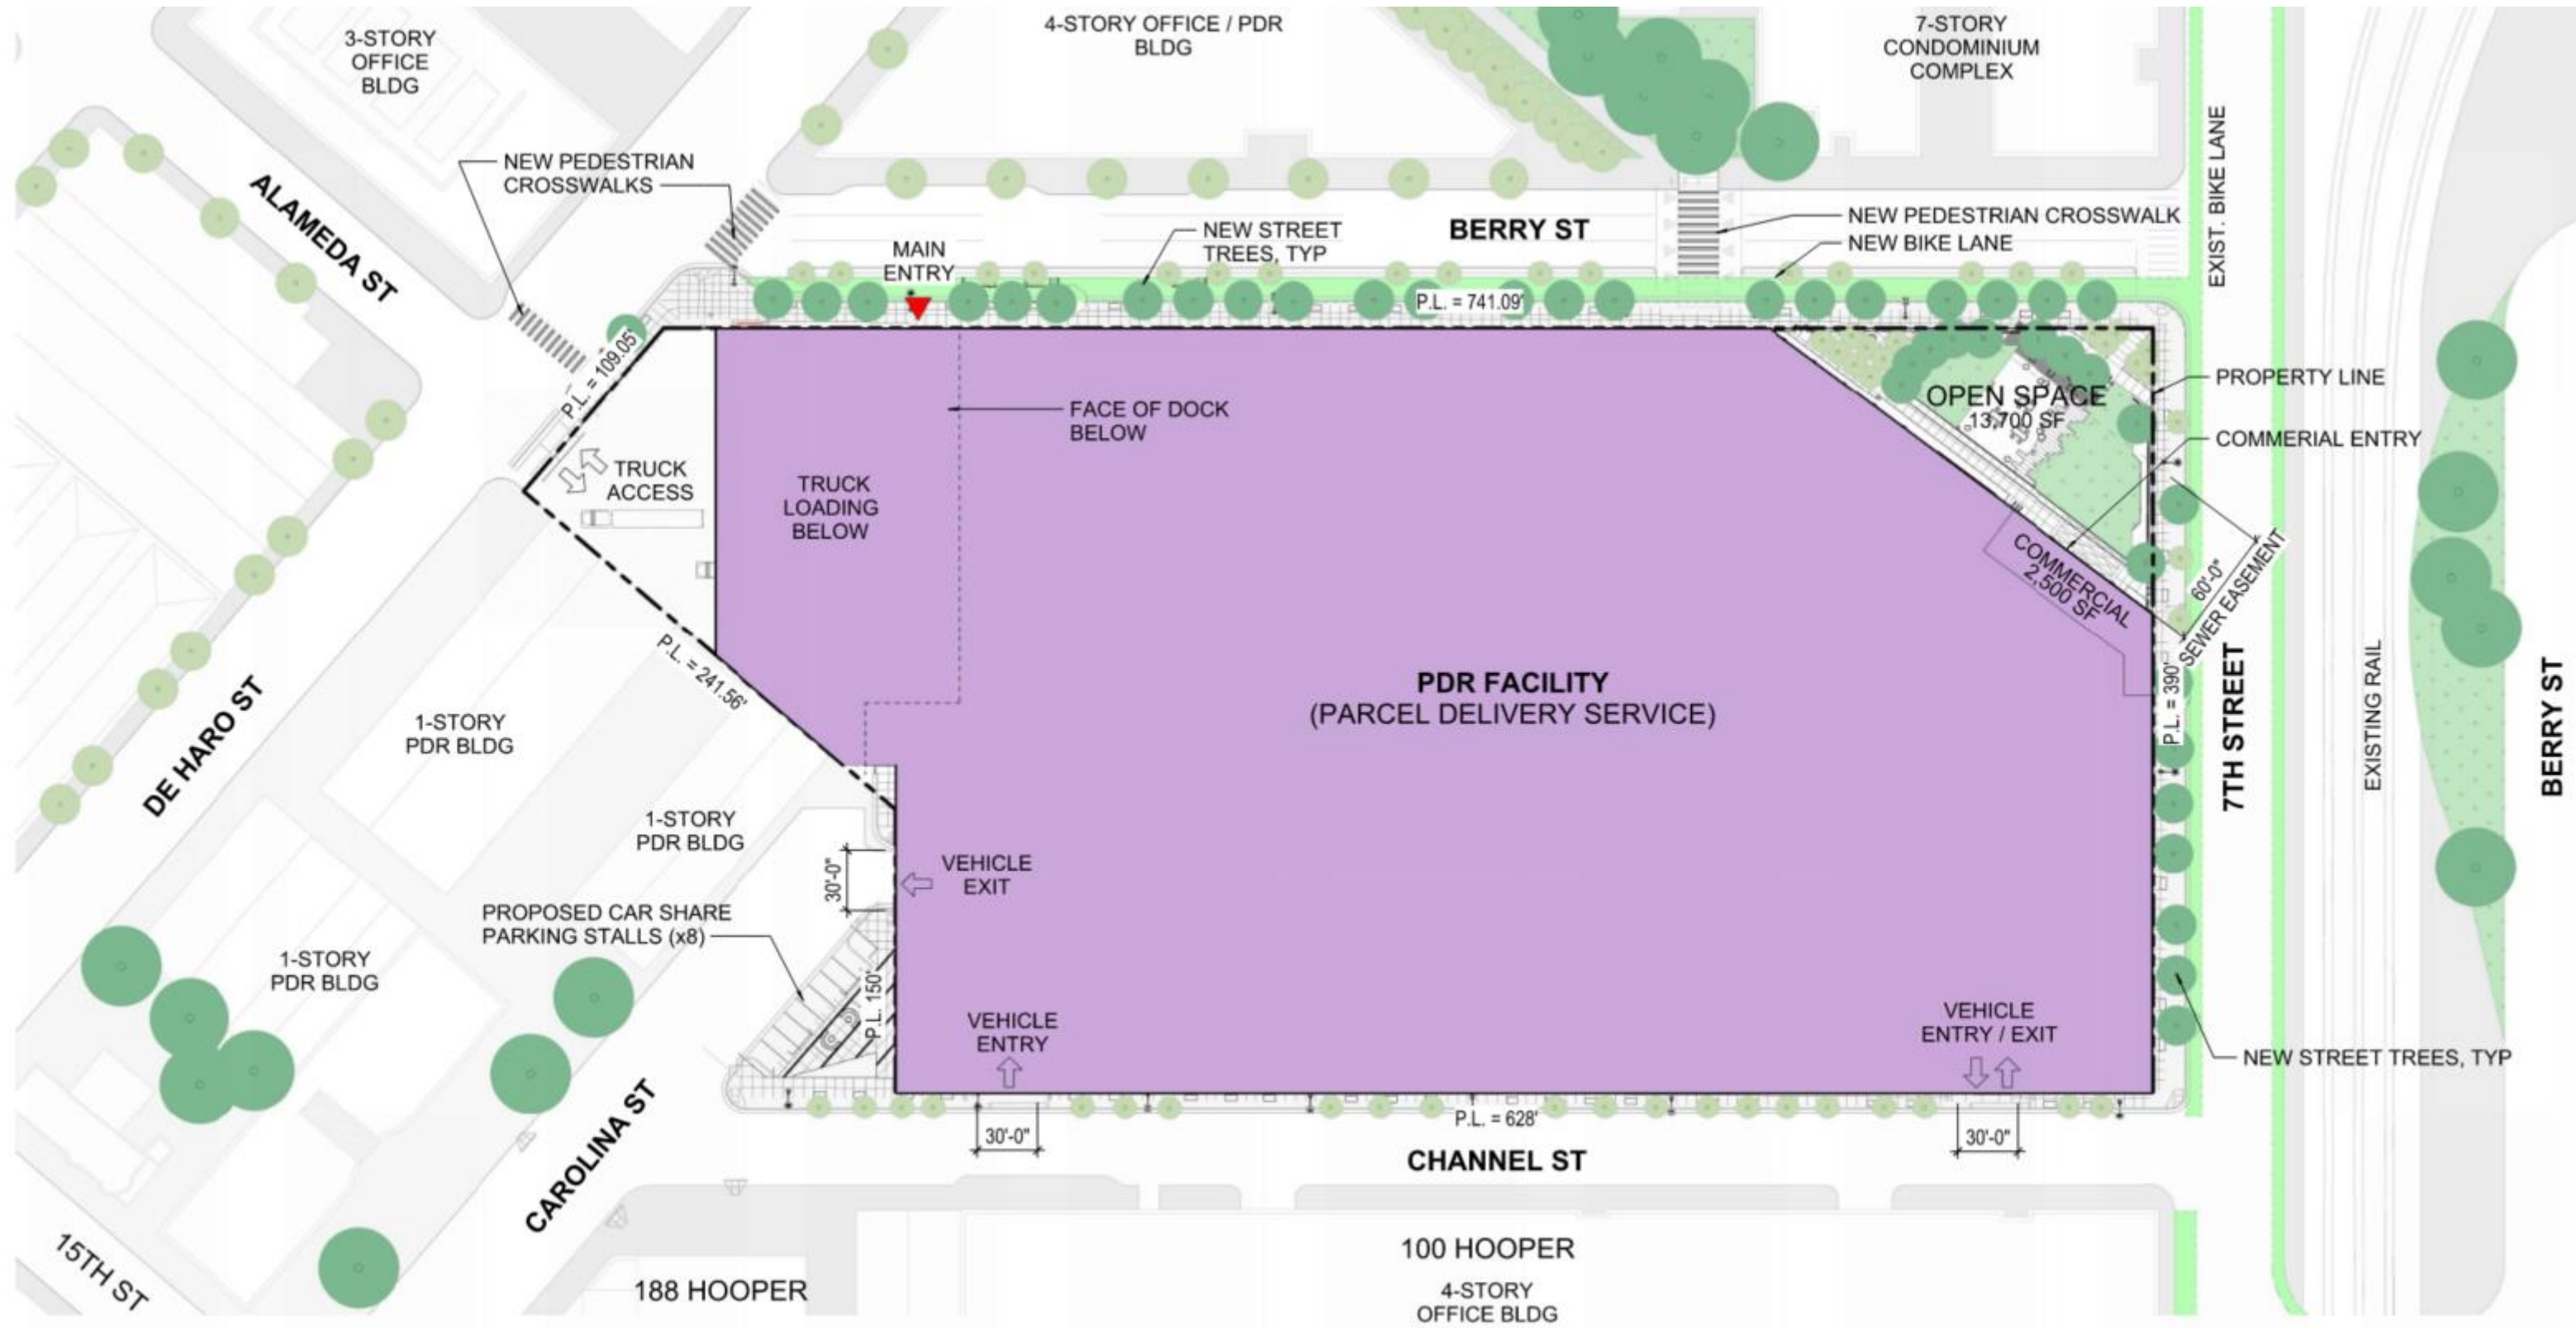 3-STORY
OFFICE
BLDG
4-STORY OFFICE / PDR
BLDG
7-STORY
CONDOMINIUM
COMPLEX
EXIST. BIKE LANE
NEW PEDESTRIAN
CROSSWALKS
ALAMEDA ST
BERRY ST
NEW STREET
TREES, TYP
MAIN
ENTRY
NEW PEDESTRIAN CROSSWALK
NEW BIKE LANE
P.L. = 741.09'
P.L. = 109.05'
PROPERTY LINE
OPEN SPACE
13,700 SF
FACE OF DOCK
BELOW
COMMERIAL ENTRY
TRUCK
ACCESS
TRUCK
LOADING
BELOW
COMMERCIAL
2,500 SF
60'-0"
SEWER EASEMENT
P.L. = 241.56'
PDR FACILITY
(PARCEL DELIVERY SERVICE)
P.L. = 390'
7TH STREET
EXISTING RAIL
BERRY ST
DE HARO ST
1-STORY
PDR BLDG
1-STORY
PDR BLDG
30'-0"
VEHICLE
EXIT
PROPOSED CAR SHARE
PARKING STALLS (x8)
1-STORY
PDR BLDG
P.L. 150'
VEHICLE
ENTRY
VEHICLE
ENTRY / EXIT
NEW STREET TREES, TYP
30'-0"
P.L. = 628'
30'-0"
CAROLINA ST
CHANNEL ST
15TH ST
188 HOOPER
100 HOOPER
4-STORY
OFFICE BLDG